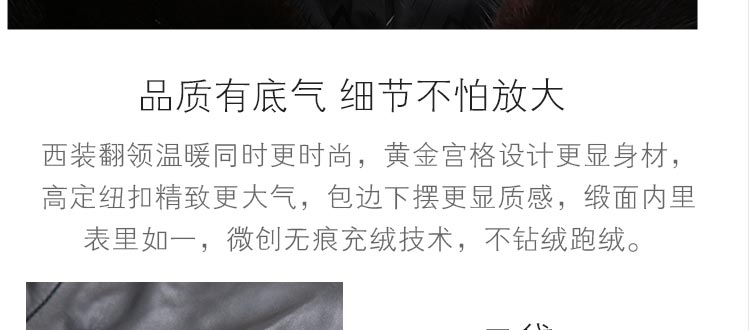 品质有底气 细节不怕放大
西装翻领温暖同时更时尚，黄金宫格设计更显身材，
高定纽扣精致更大气，包边下摆更显质感，缎面内里
表里如一，微创无痕充绒技术，不钻绒跑绒。